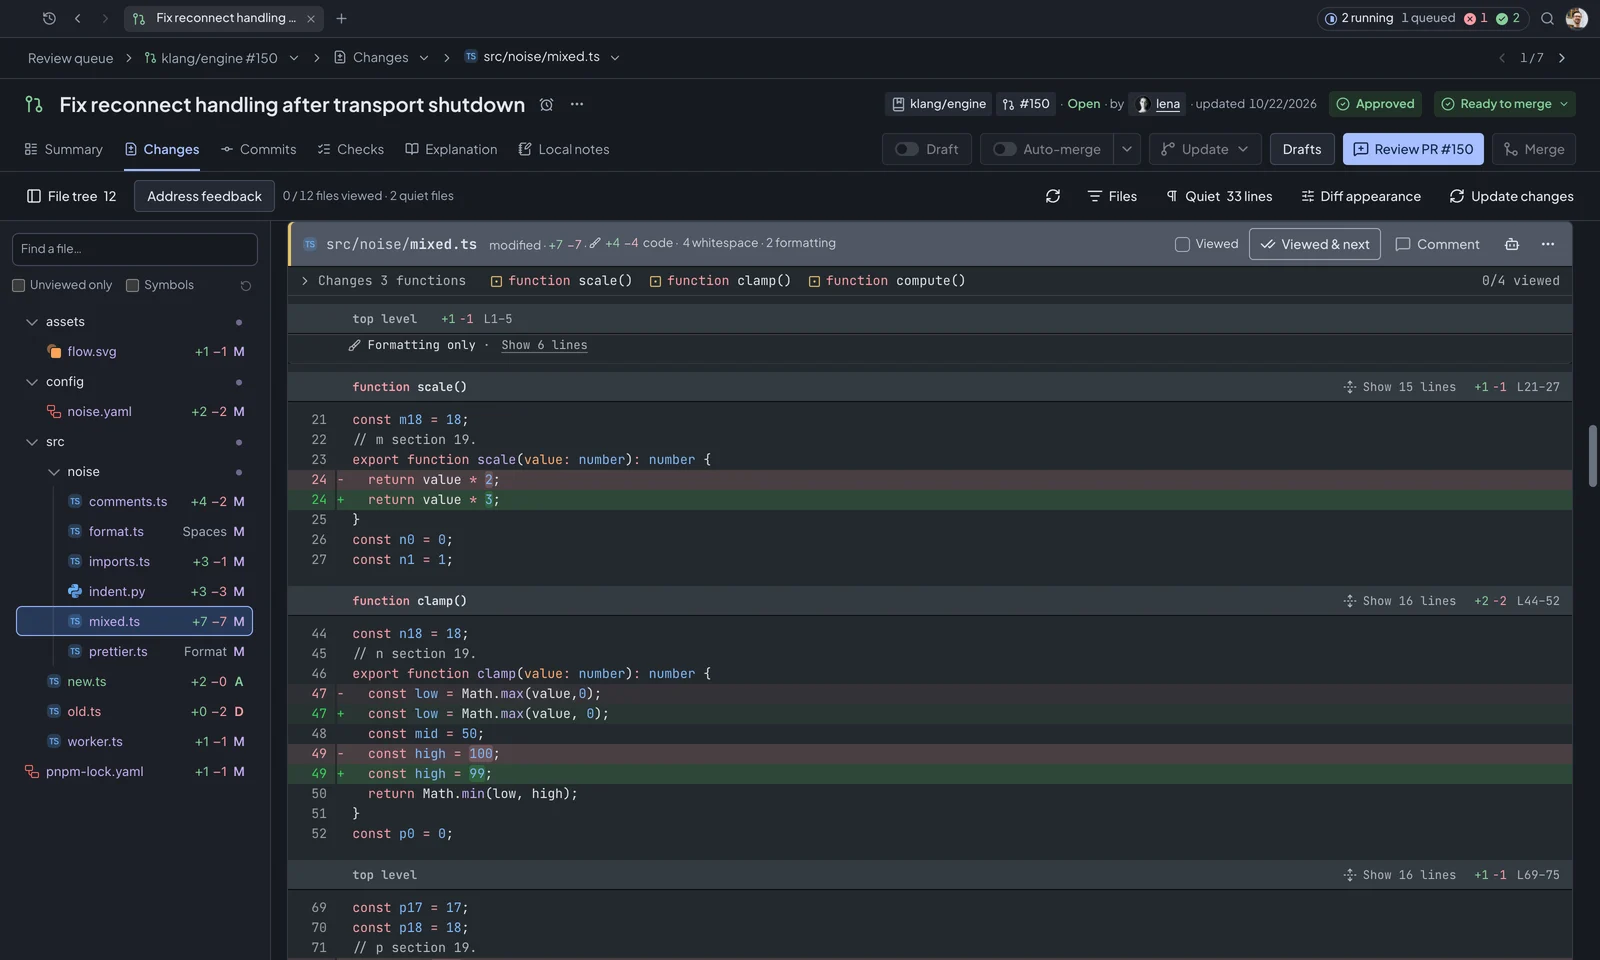 Fix reconnect handling ...
2 running 1 queued 1 2
Review queue klang/engine #150 Changes TS src/noise/mixed.ts 1/7
Fix reconnect handling after transport shutdown klang/engine #150 · Open · by lena · updated 10/22/2026 Approved Ready to merge
Summary Changes Commits Checks Explanation Local notes Draft Auto-merge Update Drafts Review PR #150 Merge
File tree 12 Address feedback 0/12 files viewed · 2 quiet files Files Quiet 33 lines Diff appearance Update changes
Find a file...
Unviewed only Symbols
assets
flow.svg +1 −1 M
config
noise.yaml +2 −2 M
src
noise
TS comments.ts +4 −2 M
TS format.ts Spaces M
TS imports.ts +3 −1 M
indent.py +3 −3 M
TS mixed.ts +7 −7 M
TS prettier.ts Format M
TS new.ts +2 −0 A
TS old.ts +0 −2 D
TS worker.ts +1 −1 M
pnpm-lock.yaml +1 −1 M
TS src/noise/mixed.ts modified · +7 −7 · +4 −4 code · 4 whitespace · 2 formatting Viewed Viewed & next Comment
Changes 3 functions function scale() function clamp() function compute() 0/4 viewed
top level +1 -1 L1-5
Formatting only · Show 6 lines
function scale() Show 15 lines +1 -1 L21-27
21 const m18 = 18;
22 // m section 19.
23 export function scale(value: number): number {
24 - return value * 2;
24 + return value * 3;
25 }
26 const n0 = 0;
27 const n1 = 1;
function clamp() Show 16 lines +2 -2 L44-52
44 const n18 = 18;
45 // n section 19.
46 export function clamp(value: number): number {
47 - const low = Math.max(value,0);
47 + const low = Math.max(value, 0);
48 const mid = 50;
49 - const high = 100;
49 + const high = 99;
50 return Math.min(low, high);
51 }
52 const p0 = 0;
top level Show 16 lines +1 -1 L69-75
69 const p17 = 17;
70 const p18 = 18;
71 // p section 19.